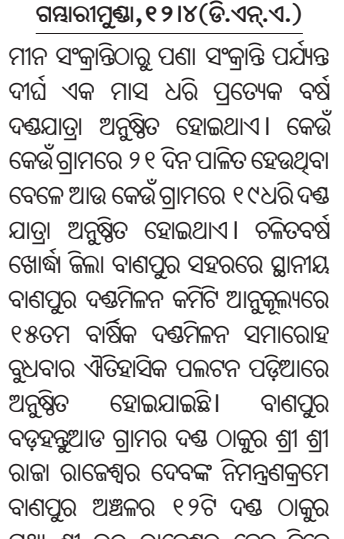 ଗମ୍ଭାରୀମୁଣ୍ଡା,୧୨।୪(ଡି.ଏନ୍.ଏ.)
ମୀନ ସଂକ୍ରାନ୍ତିଠାରୁ ପଣା ସଂକ୍ରାନ୍ତି ପର୍ଯ୍ୟନ୍ତ
ଦୀର୍ଘ ଏକ ମାସ ଧରି ପ୍ରତ୍ୟେକ ବର୍ଷ
ଦଣ୍ଡଯାତ୍ରା ଅନୁଷ୍ଠିତ ହୋଇଥାଏ। କେଉଁ
କେଉଁ ଗ୍ରାମରେ ୨୧ ଦିନ ପାଳିତ ହେଉଥିବା
ବେଳେ ଆଉ କେଉଁ ଗ୍ରାମରେ ୧୯ଧରି ଦଣ୍ଡ
ଯାତ୍ରା ଅନୁଷ୍ଠିତ ହୋଇଥାଏ। ଚଳିତବର୍ଷ
ଖୋର୍ଦ୍ଧା ଜିଲା ବାଣପୁର ସହରରେ ସ୍ଥାନୀୟ
ବାଣପୁର ଦଣ୍ଡମିଳନ କମିଟି ଆନୁକୂଲ୍ୟରେ
୧୫ତମ ବାର୍ଷିକ ଦଣ୍ଡମିଳନ ସମାରୋହ
ବୁଧବାର ଐତିହାସିକ ପଲଟନ ପଡ଼ିଆରେ
ଅନୁଷ୍ଠିତ ହୋଇଯାଇଛି। ବାଣପୁର
ବଡ଼ହନ୍ତୁଆଡ ଗ୍ରାମର ଦଣ୍ଡ ଠାକୁର ଶ୍ରୀ ଶ୍ରୀ
ରାଜା ରାଜେଶ୍ୱର ଦେବଙ୍କ ନିମନ୍ତ୍ରଣକ୍ରମେ
ବାଣପୁର ଅଞ୍ଚଳର ୧୨ଟି ଦଣ୍ଡ ଠାକୁର